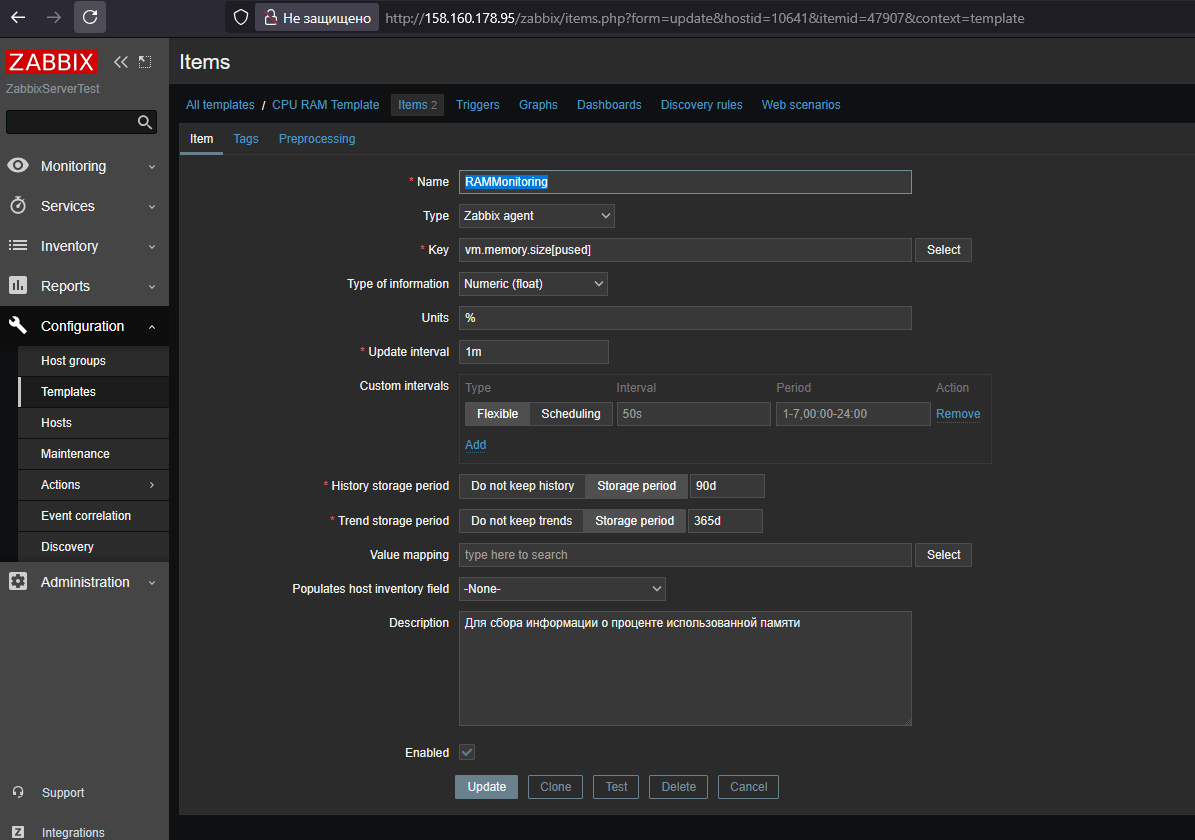 Не защищено http://158.160.178.95/zabbix/items.php?form=update&hostid=10641&itemid=47907&context=template
ZABBIX
ZabbixServerTest
Monitoring
Services
Inventory
Reports
Configuration
Host groups
Templates
Hosts
Maintenance
Actions
Event correlation
Discovery
Administration
Support
Z Integrations
Items
All templates / CPU RAM Template Items 2 Triggers Graphs Dashboards Discovery rules Web scenarios
Item Tags Preprocessing
* Name RAMMonitoring
Type Zabbix agent
* Key vm.memory.size[pused] Select
Type of information Numeric (float)
Units %
* Update interval 1m
Custom intervals Type Interval Period Action
Flexible Scheduling 50s 1-7,00:00-24:00 Remove
Add
* History storage period Do not keep history Storage period 90d
* Trend storage period Do not keep trends Storage period 365d
Value mapping type here to search Select
Populates host inventory field -None-
Description Для сбора информации о проценте использованной памяти
Enabled
Update Clone Test Delete Cancel